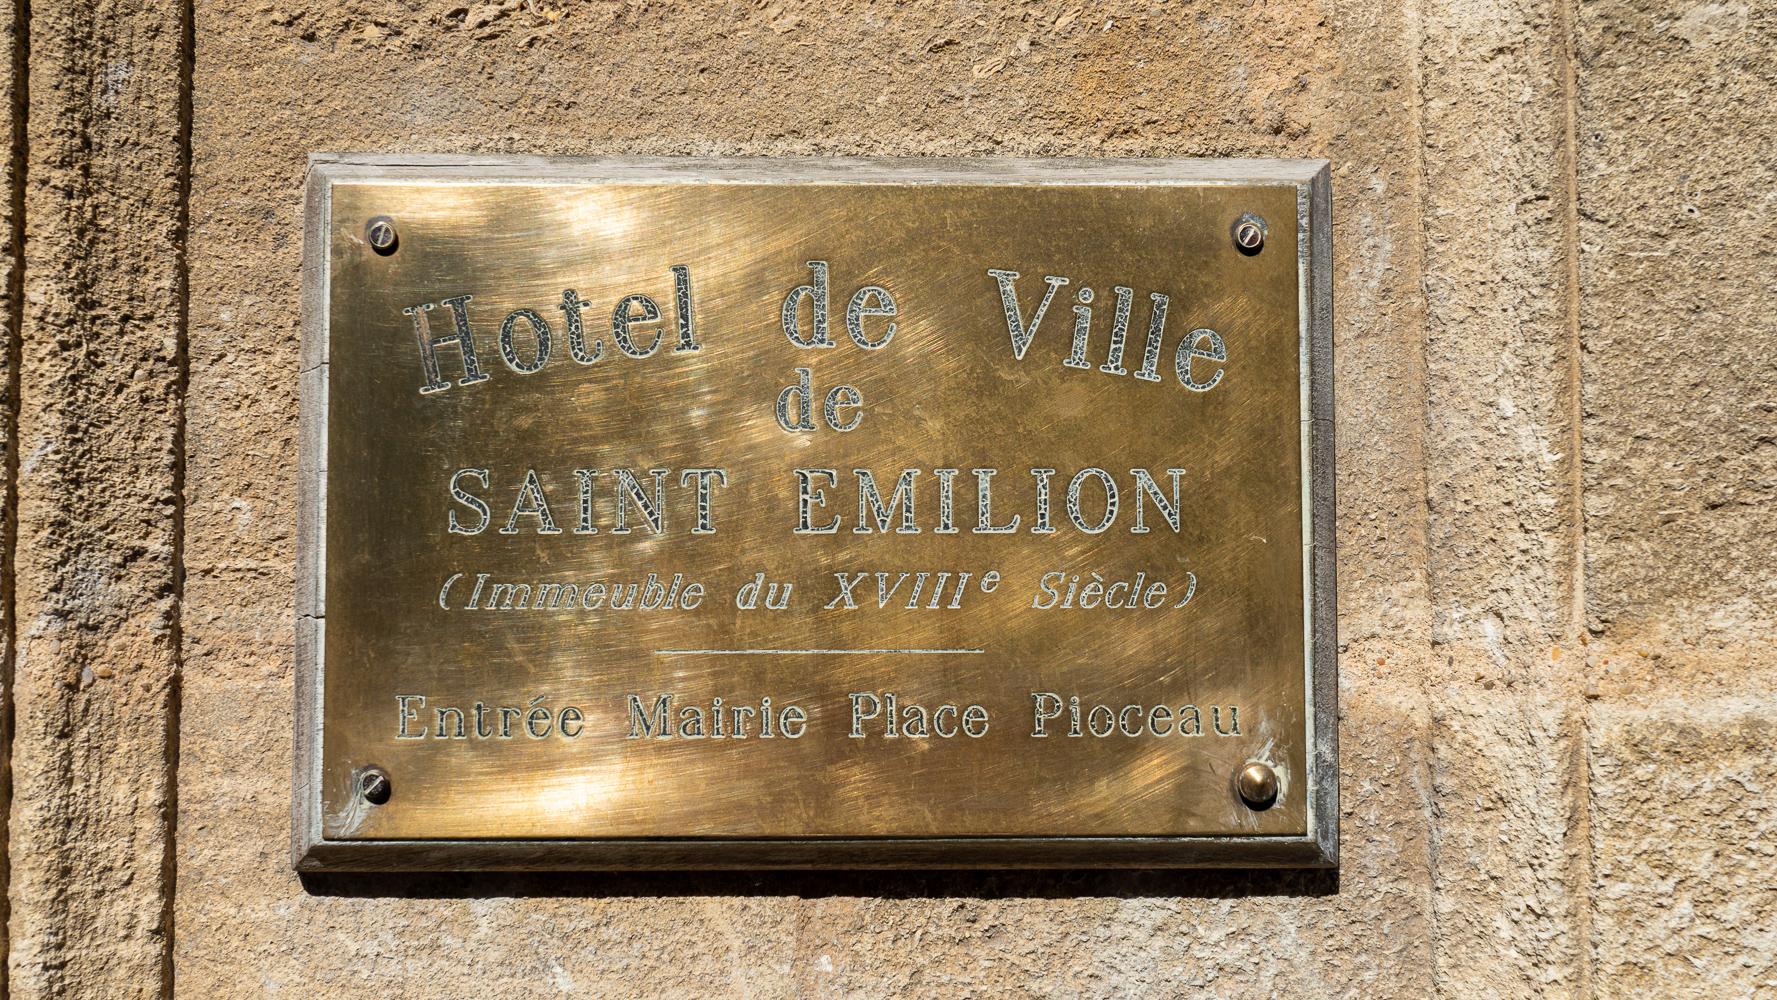 Hotel de Ville
de
SAINT EMILION
(Immeuble du XVIIIe Siècle)
Entrée Mairie Place Pioceau